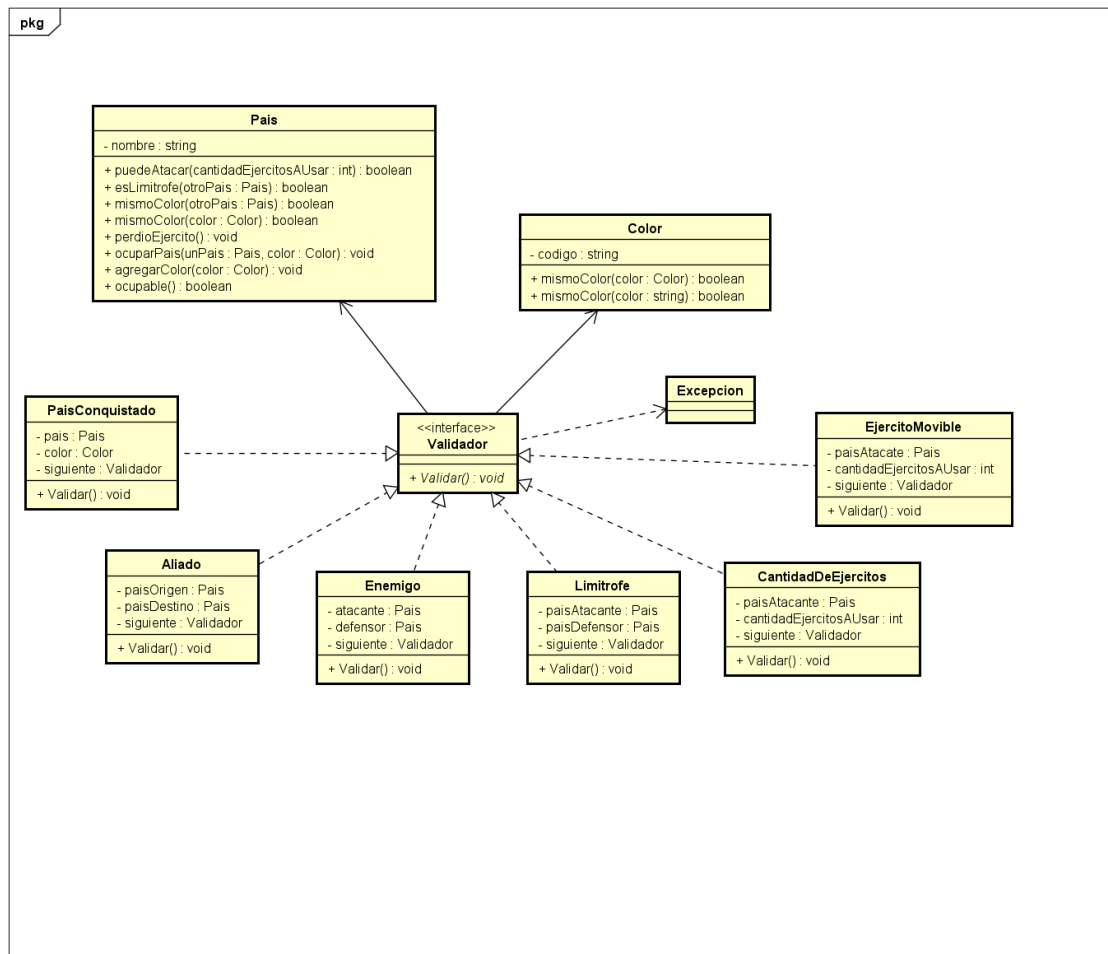 pkg
Pais
- nombre : string
+ puedeAtacar(cantidadEjercitosAUsar : int) : boolean
+ esLimitrofe(otroPais : Pais) : boolean
+ mismoColor(otroPais : Pais) : boolean
+ mismoColor(color : Color) : boolean
+ perdioEjercito() : void
+ ocuparPais(unPais : Pais, color : Color) : void
+ agregarColor(color : Color) : void
+ ocupable() : boolean
Color
- codigo : string
+ mismoColor(color : Color) : boolean
+ mismoColor(color : string) : boolean
Excepcion
PaisConquistado
- pais : Pais
- color : Color
- siguiente : Validador
+ Validar() : void
<<interface>>
Validador
+ Validar() : void
EjercitoMovible
- paisAtacate : Pais
- cantidadEjercitosAUsar : int
- siguiente : Validador
+ Validar() : void
Aliado
- paisOrigen : Pais
- paisDestino : Pais
- siguiente : Validador
+ Validar() : void
Enemigo
- atacante : Pais
- defensor : Pais
- siguiente : Validador
+ Validar() : void
Limitrofe
- paisAtacante : Pais
- paisDefensor : Pais
- siguiente : Validador
+ Validar() : void
CantidadDeEjercitos
- paisAtacante : Pais
- cantidadEjercitosAUsar : int
- siguiente : Validador
+ Validar() : void